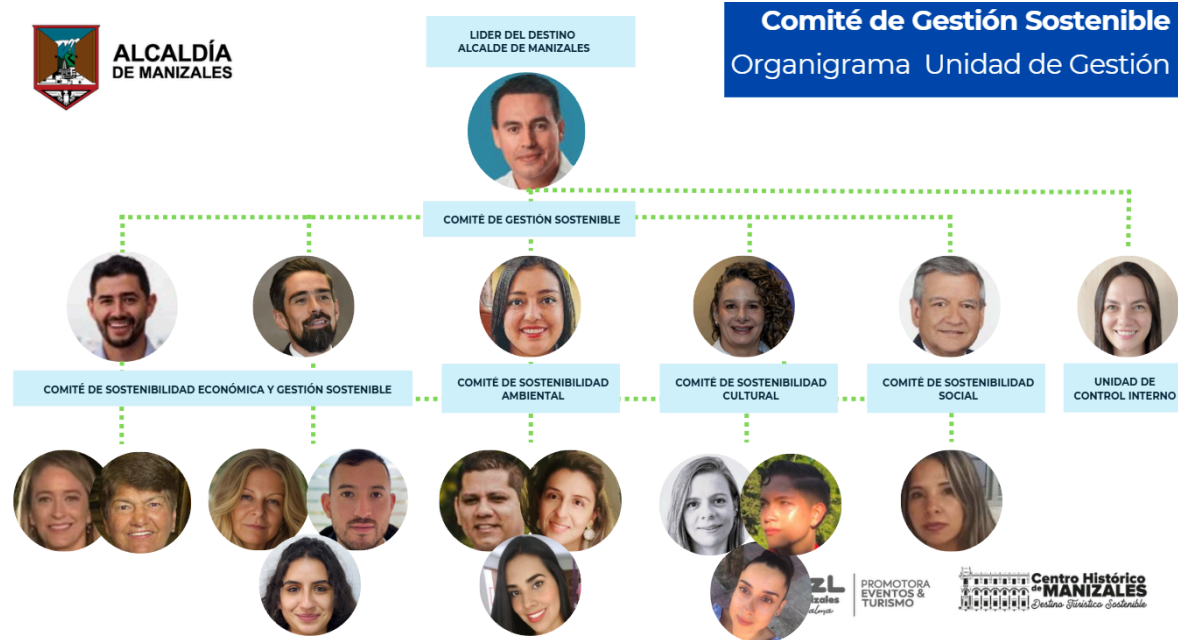 ALCALDÍA
DE MANIZALES
LIDER DEL DESTINO
ALCALDE DE MANIZALES
Comité de Gestión Sostenible
Organigrama Unidad de Gestión
COMITÉ DE GESTIÓN SOSTENIBLE
COMITÉ DE SOSTENIBILIDAD ECONÓMICA Y GESTIÓN SOSTENIBLE
COMITÉ DE SOSTENIBILIDAD
AMBIENTAL
COMITÉ DE SOSTENIBILIDAD
CULTURAL
COMITÉ DE SOSTENIBILIDAD
SOCIAL
UNIDAD DE
CONTROL INTERNO
PROMOTORA
EVENTOS &
TURISMO
Centro Histórico
de MANIZALES
Destino Turístico Sostenible